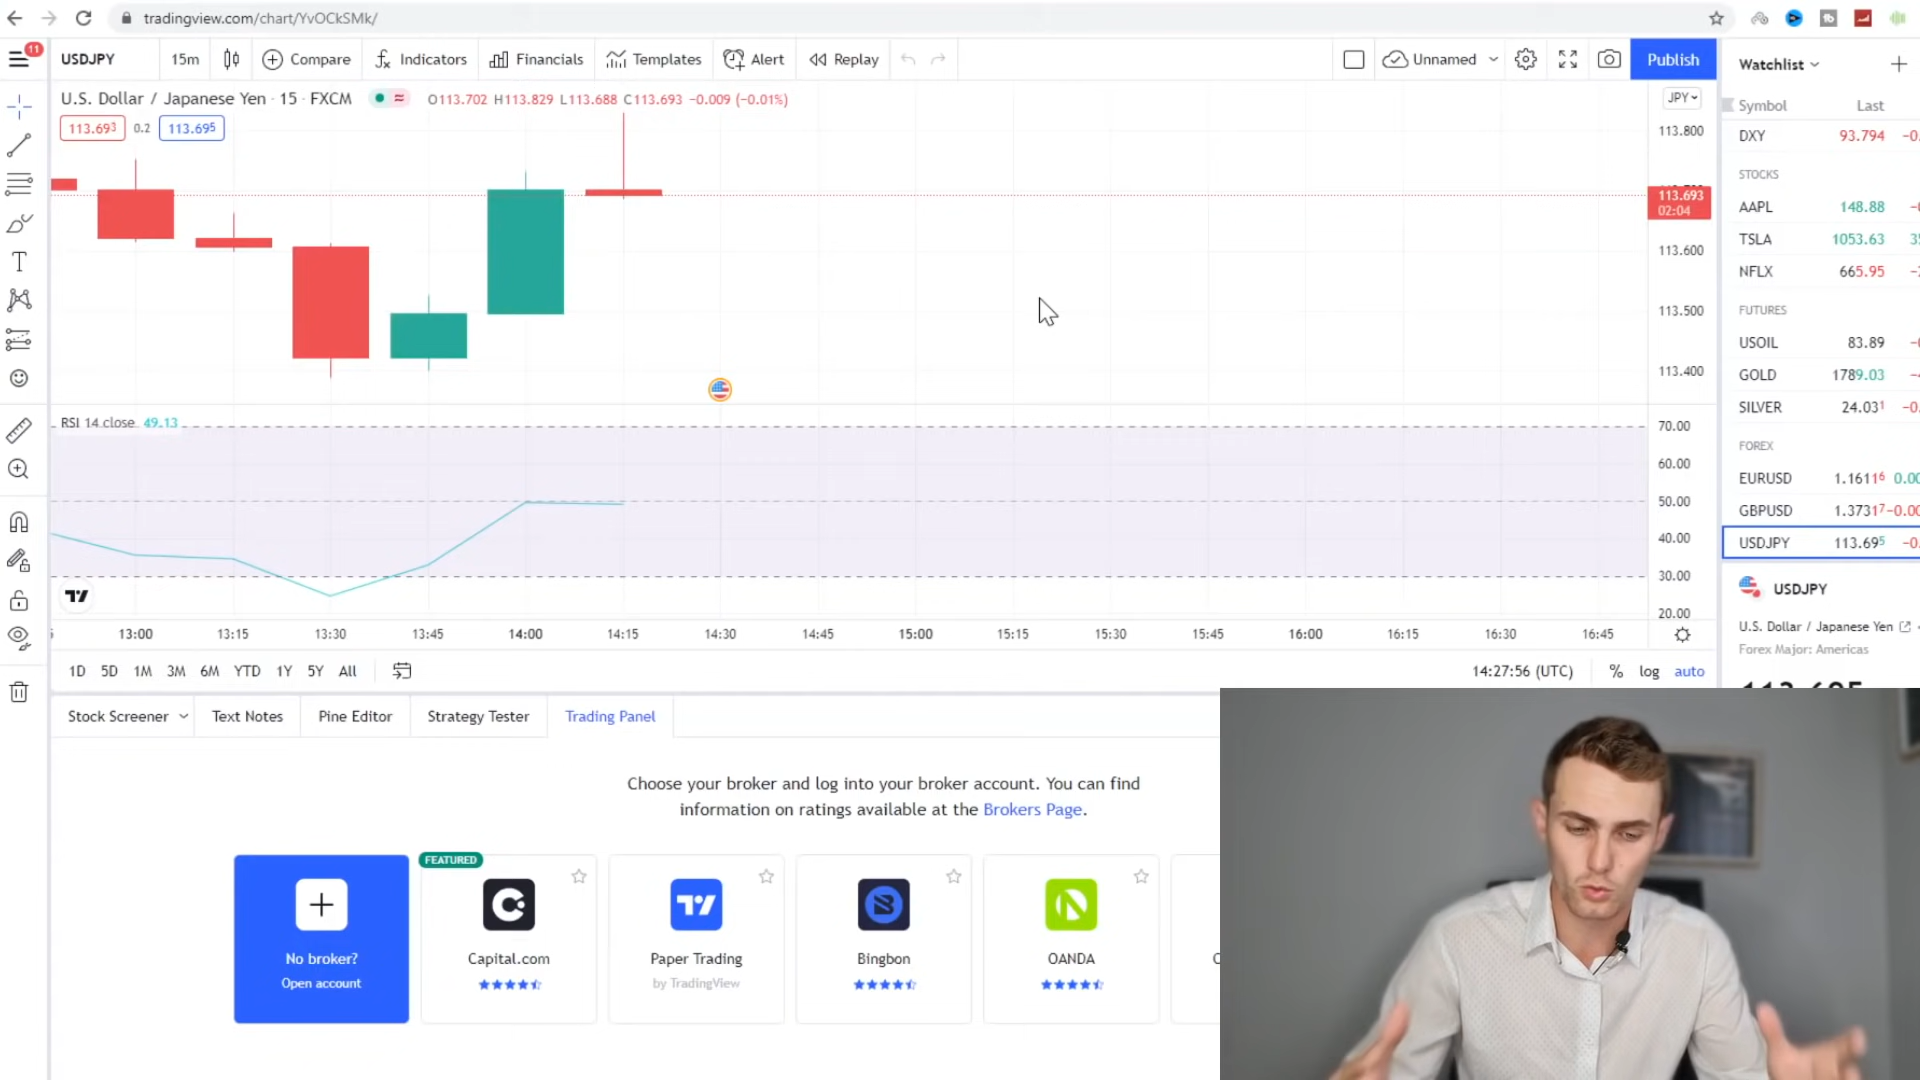 tradingview.com/chart/YvOCkSMk/
11
USDJPY 15m Compare Indicators Financials Templates Alert Replay Unnamed Publish
Watchlist
U.S. Dollar / Japanese Yen · 15 · FXCM O113.702 H113.829 L113.688 C113.693 −0.009 (−0.01%)
JPY
113.693 0.2 113.695
113.800
113.693
02:04
113.600
113.500
113.400
RSI 14 close 49.13
70.00
60.00
50.00
40.00
30.00
20.00
13:00 13:15 13:30 13:45 14:00 14:15 14:30 14:45 15:00 15:15 15:30 15:45 16:00 16:15 16:30 16:45
1D 5D 1M 3M 6M YTD 1Y 5Y All 14:27:56 (UTC) % log auto
Symbol Last
DXY 93.794
STOCKS
AAPL 148.88
TSLA 1053.63
NFLX 665.95
FUTURES
USOIL 83.89
GOLD 1789.03
SILVER 24.031
FOREX
EURUSD 1.16116
GBPUSD 1.37317
USDJPY 113.695
USDJPY
U.S. Dollar / Japanese Yen
Forex Major: Americas
Stock Screener Text Notes Pine Editor Strategy Tester Trading Panel
Choose your broker and log into your broker account. You can find
information on ratings available at the Brokers Page.
FEATURED
No broker?
Open account
Capital.com
Paper Trading
by TradingView
Bingbon
OANDA